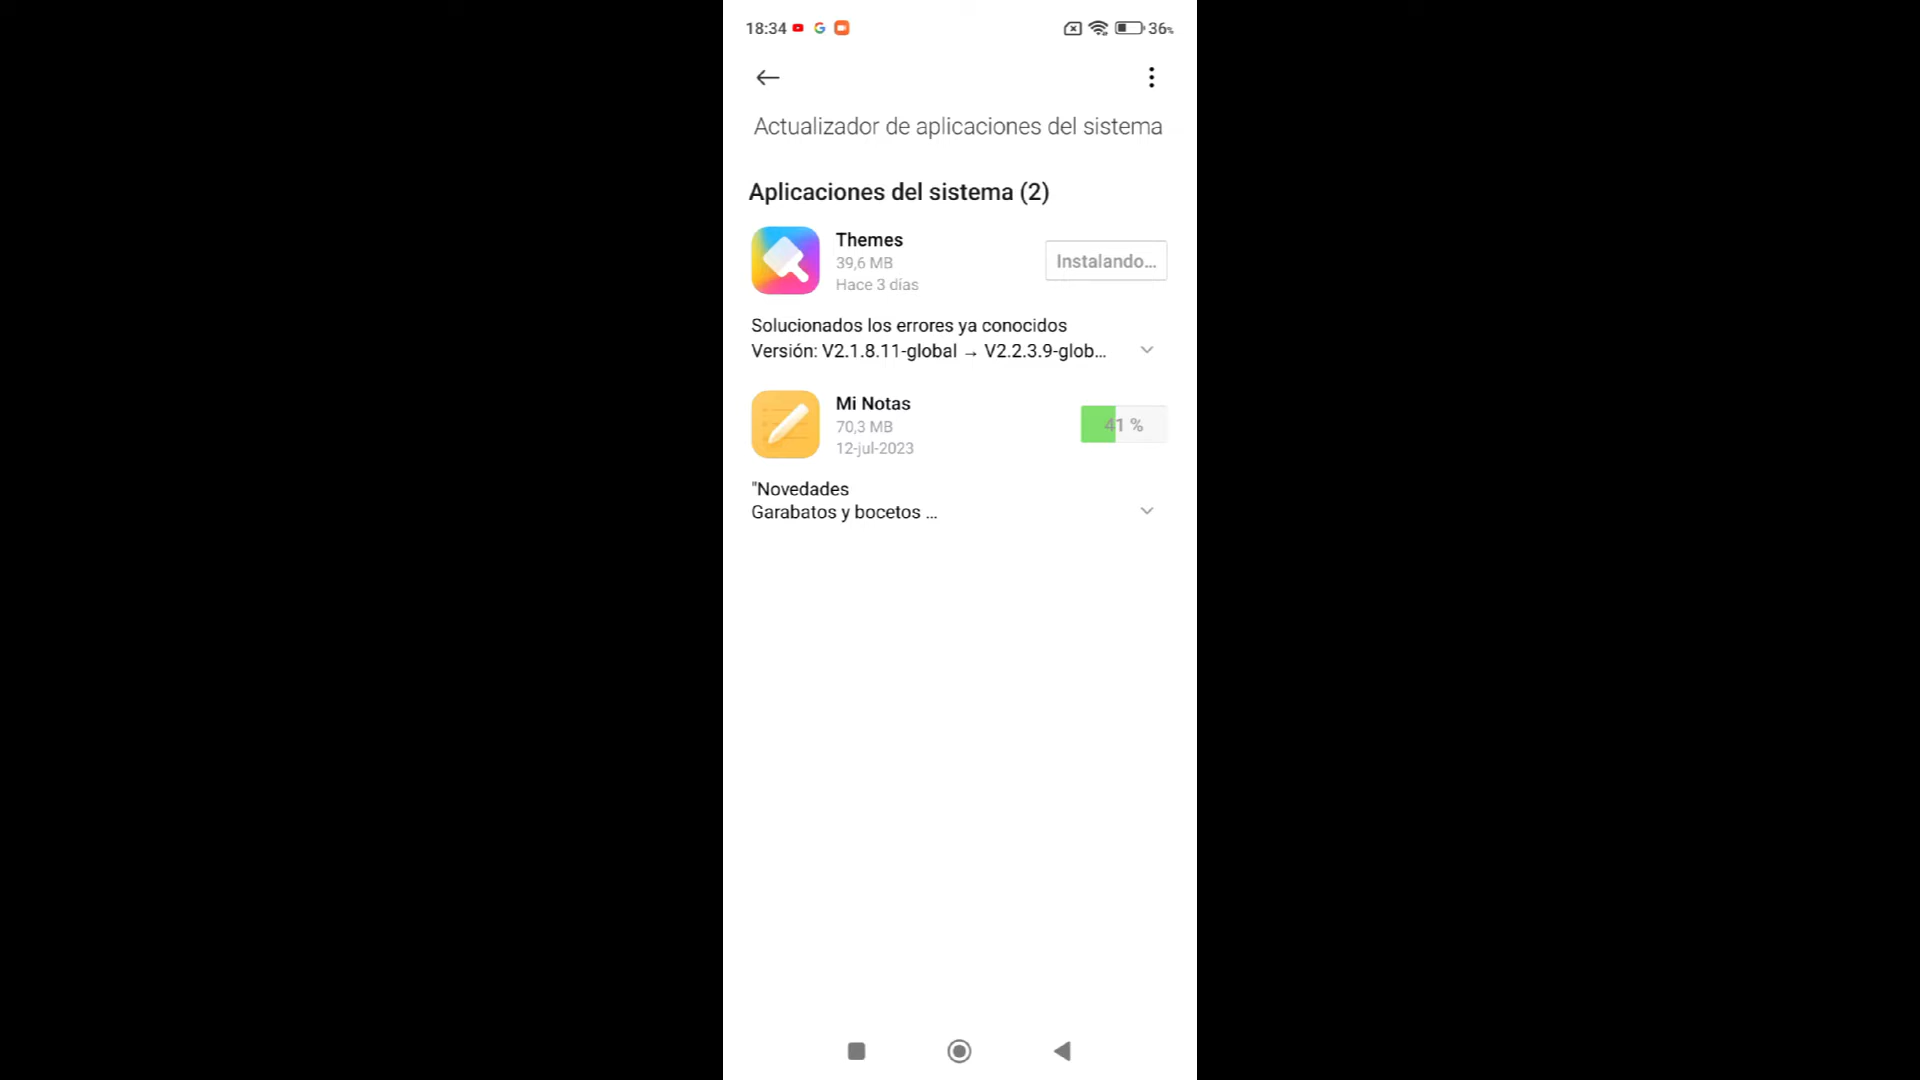 18:34
36%
Actualizador de aplicaciones del sistema
Aplicaciones del sistema (2)
Themes
39,6 MB
Hace 3 días
Instalando...
Solucionados los errores ya conocidos
Versión: V2.1.8.11-global → V2.2.3.9-glob...
Mi Notas
70,3 MB
12-jul-2023
41 %
"Novedades
Garabatos y bocetos ...